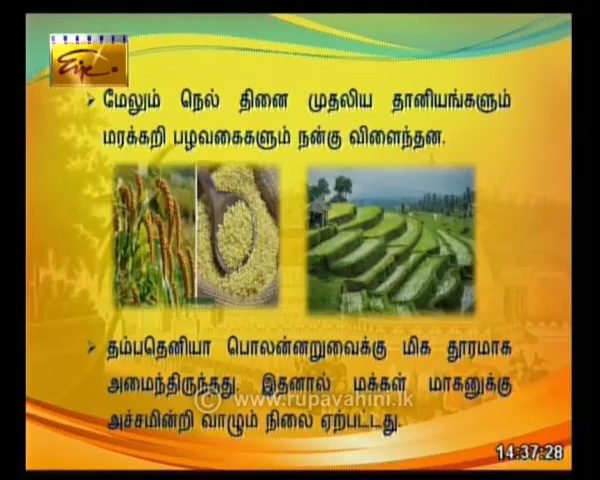 மேலும் நெல் தினை முதலிய தானியங்களும்
மரக்கறி பழவகைகளும் நன்கு விளைந்தன.
தம்பதெனியா பொலன்னறுவைக்கு மிக தூரமாக
அமைந்திருந்தது. இதனால் மக்கள் மாகனுக்கு
© www.rupavahini.lk
அச்சமின்றி வாழும் நிலை ஏற்பட்டது.
14:37:28